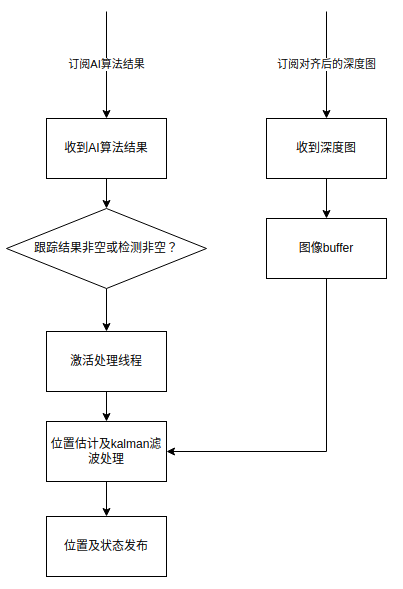 订阅AI算法结果
订阅对齐后的深度图
收到AI算法结果
收到深度图
跟踪结果非空或检测非空？
图像buffer
激活处理线程
位置估计及kalman滤
波处理
位置及状态发布